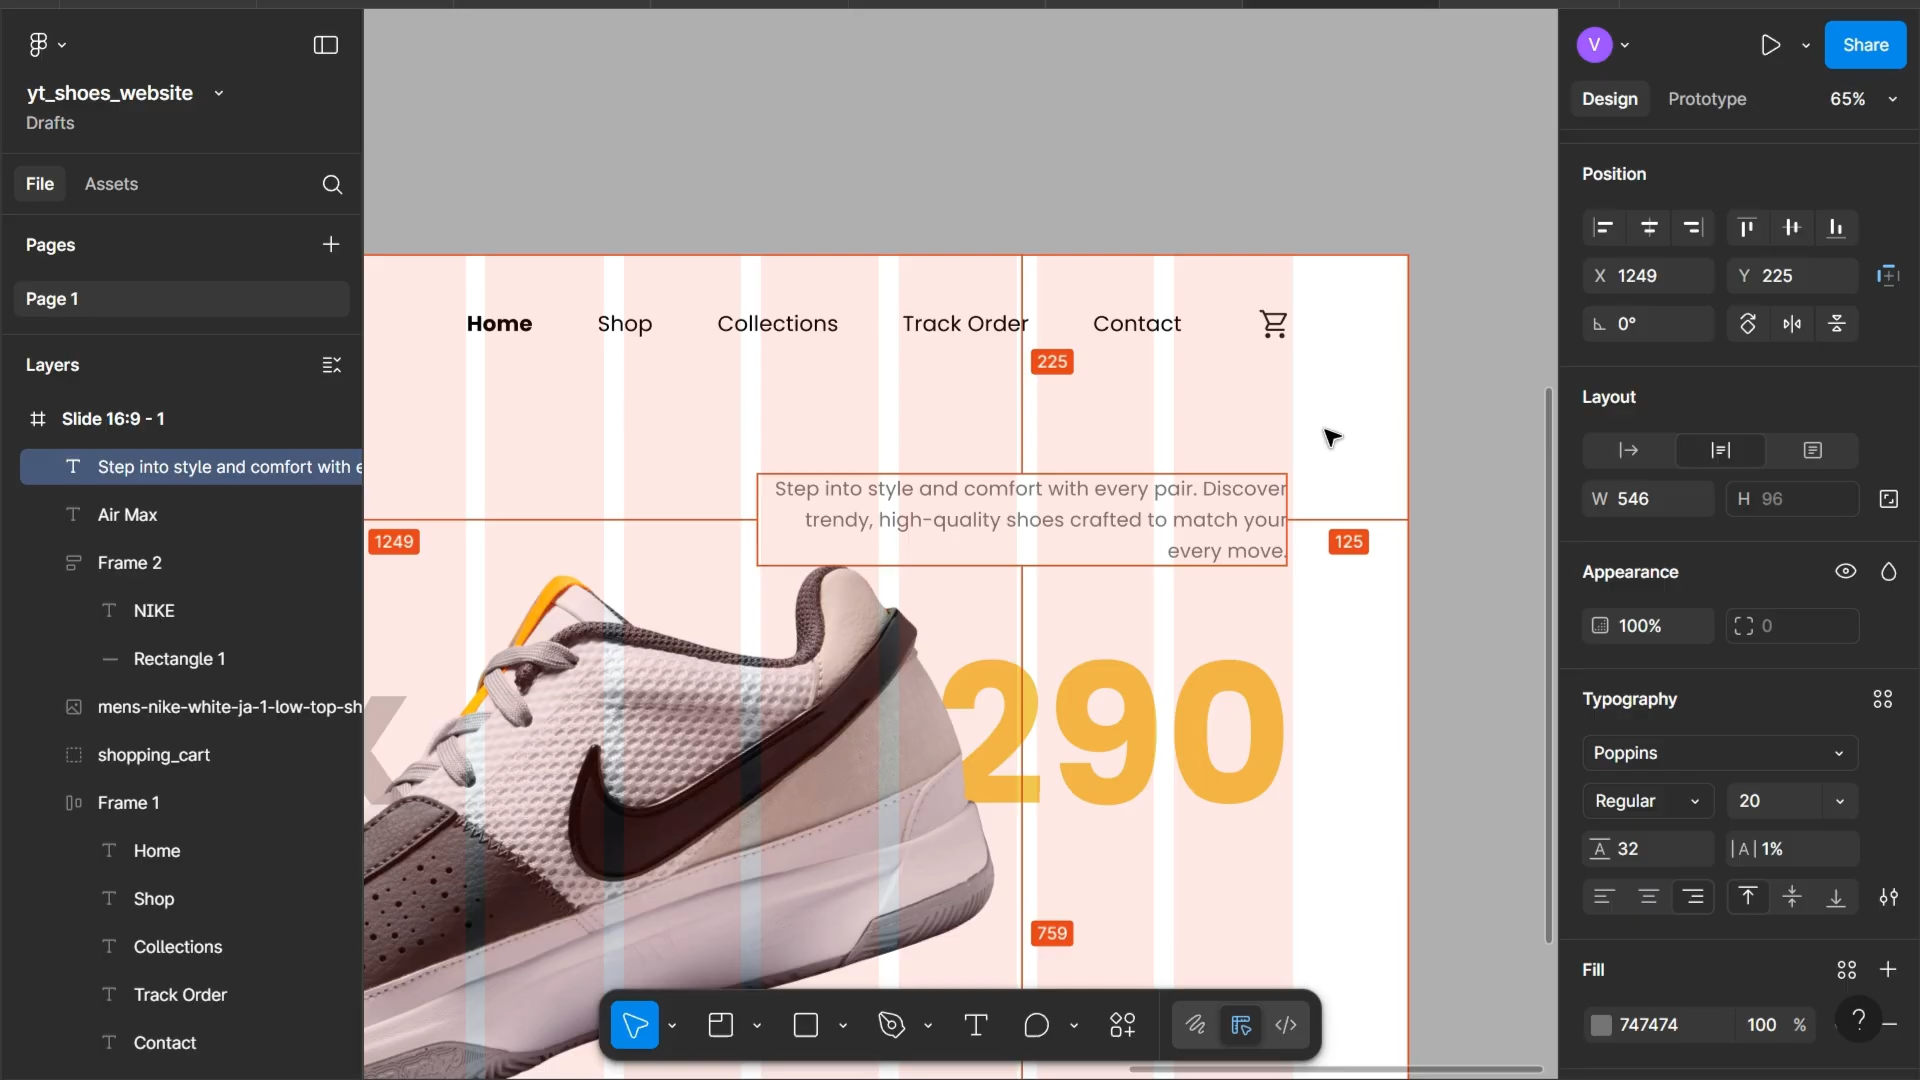 yt_shoes_website
Drafts
File
Assets
Pages
Page 1
Layers
Slide 16:9 - 1
Step into style and comfort with e
Air Max
Frame 2
NIKE
Rectangle 1
mens-nike-white-ja-1-low-top-sh
shopping_cart
Frame 1
Home
Shop
Collections
Track Order
Contact
Home
Shop
Collections
Track Order
Contact
225
Step into style and comfort with every pair. Discover
trendy, high-quality shoes crafted to match your
every move.
1249
125
290
759
V
Share
Design
Prototype
65%
Position
X 1249
Y 225
0°
Layout
W 546
H 96
Appearance
100%
0
Typography
Poppins
Regular
20
A 32
|A| 1%
Fill
747474
100 %
?